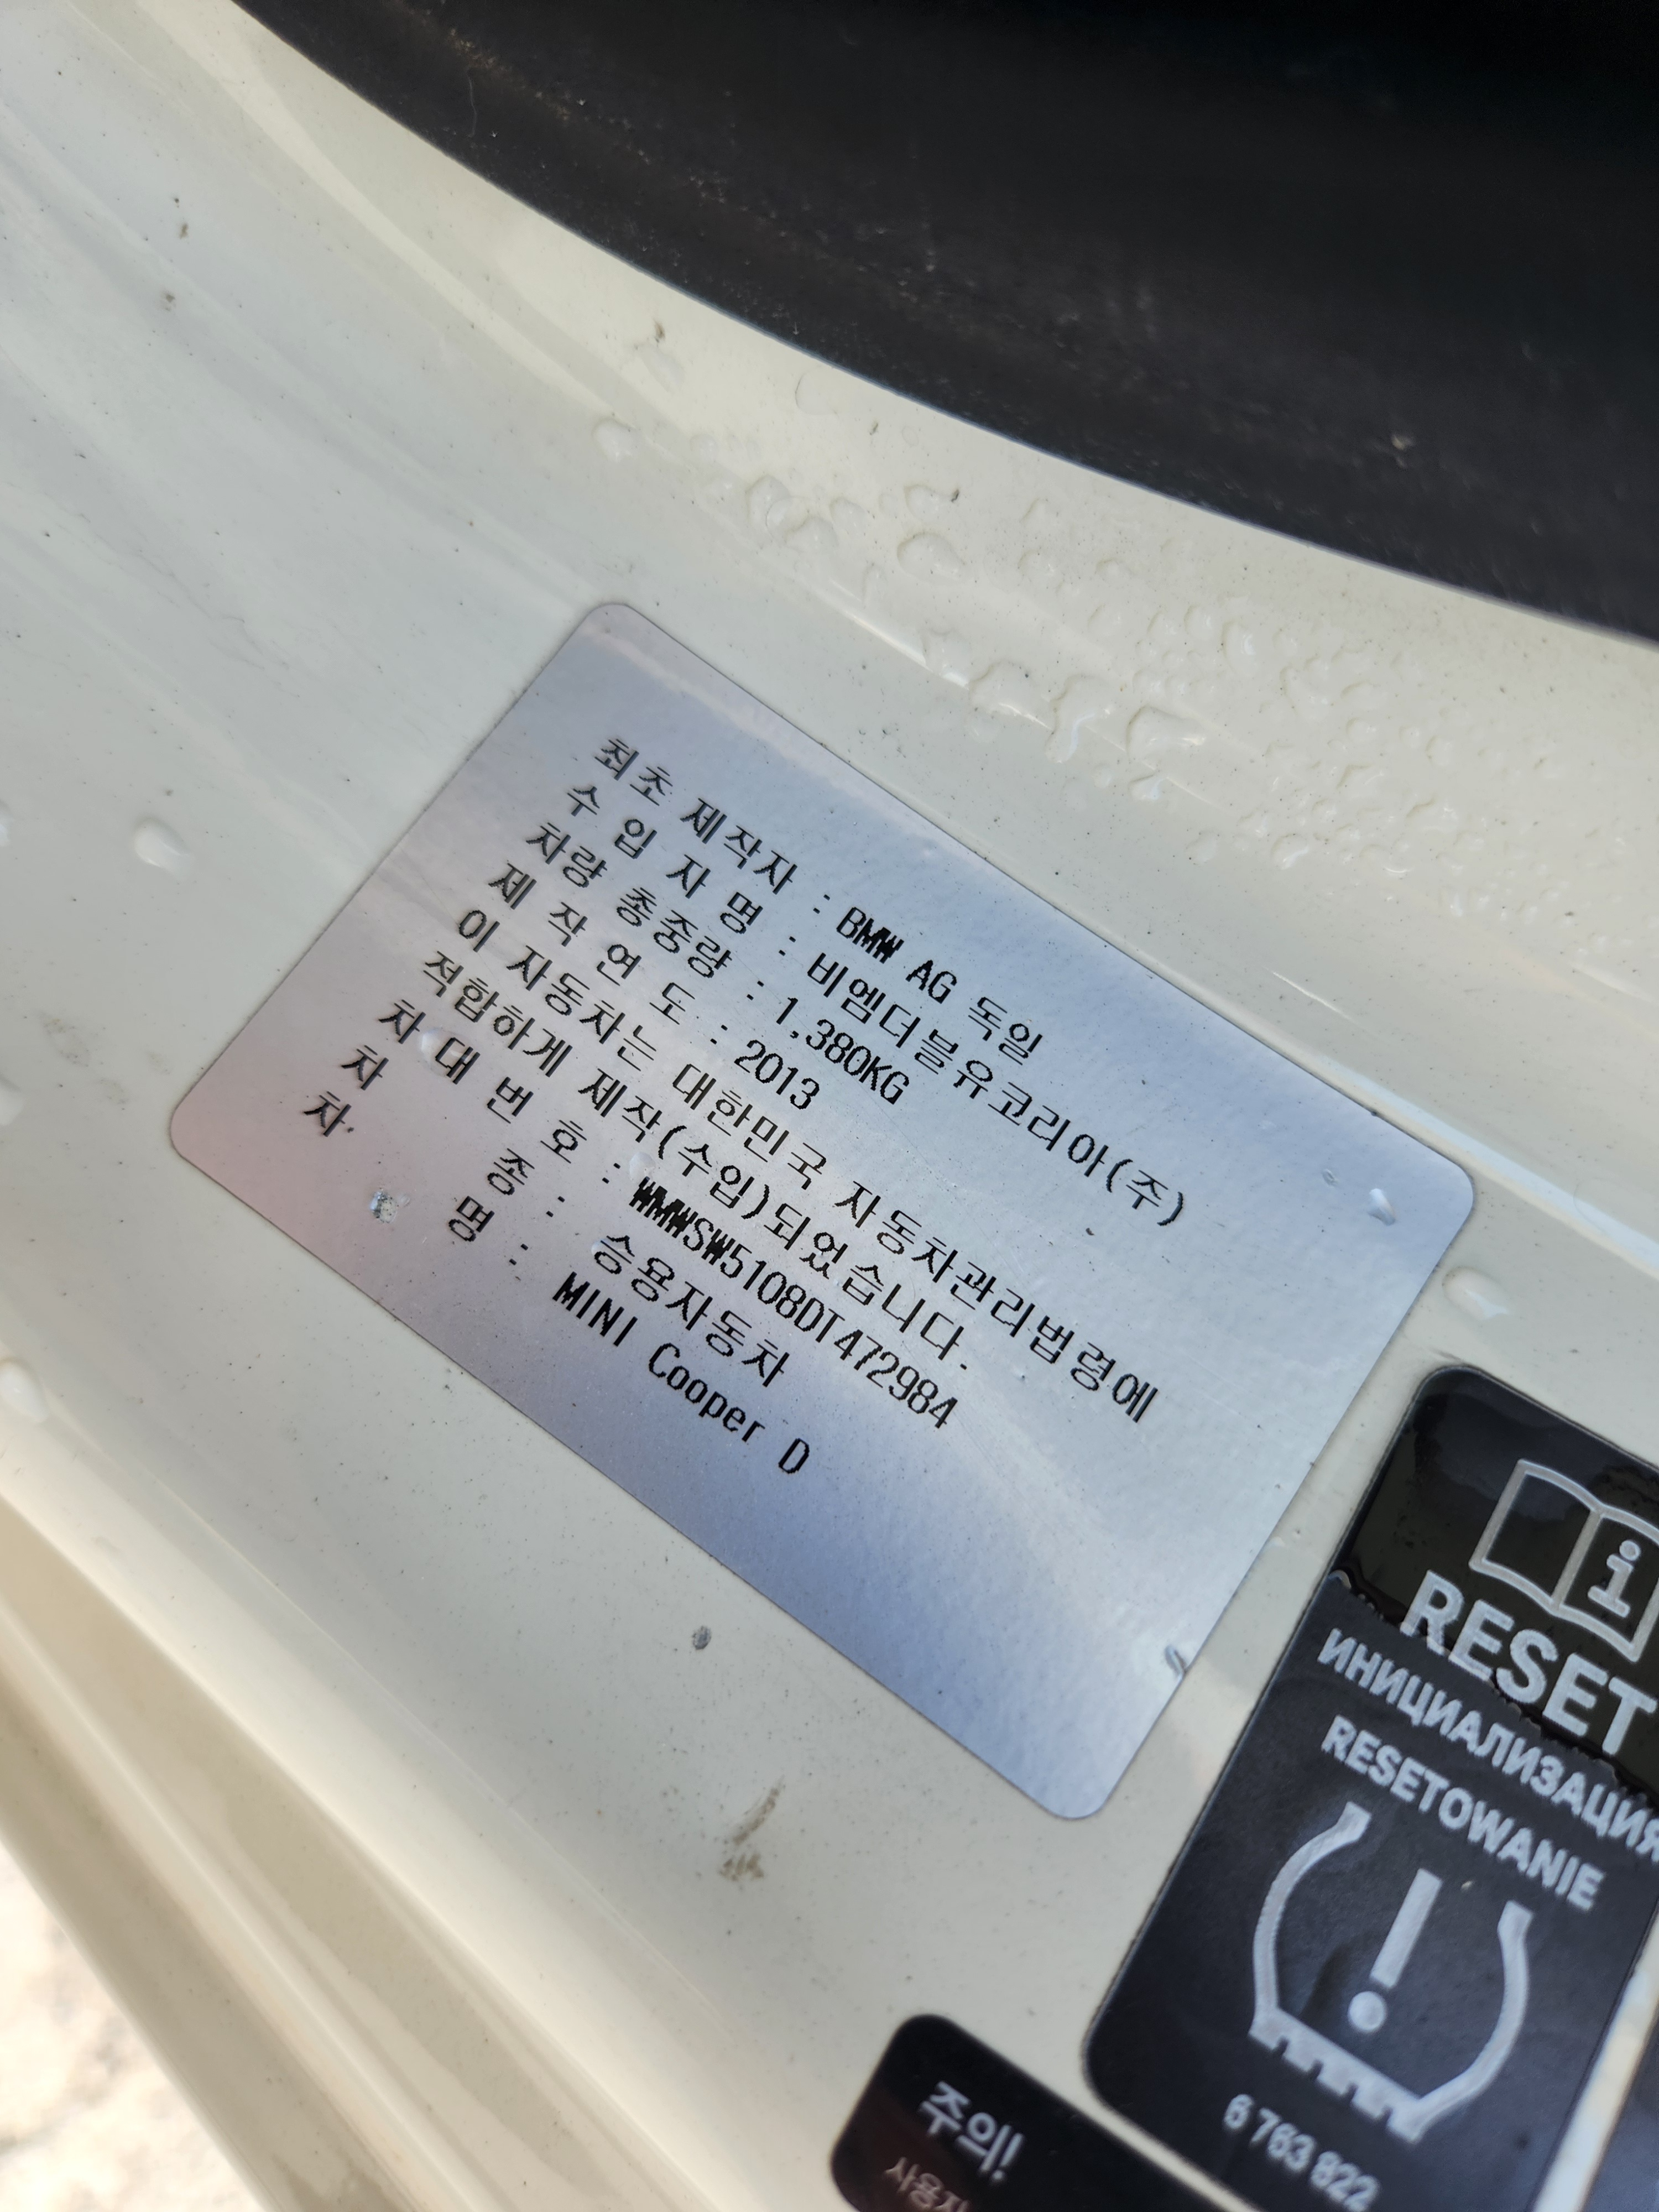 최초 제작자 : BMW AG 독일
수 입 자 명 : 비엠더블유코리아(주)
차량 총중량 : 1,380KG
제 작 연 도 : 2013
이 자동차는 대한민국 자동차관리법령에
적합하게 제작(수입)되었습니다.
차 대 번 호 : WMWSW5108DT472984
차 종 : 승용자동차
차 명 : MINI Cooper D
i
RESET
ИНИЦИАЛИЗАЦИЯ
RESETOWANIE
!
6 763 822
주의!
사용자